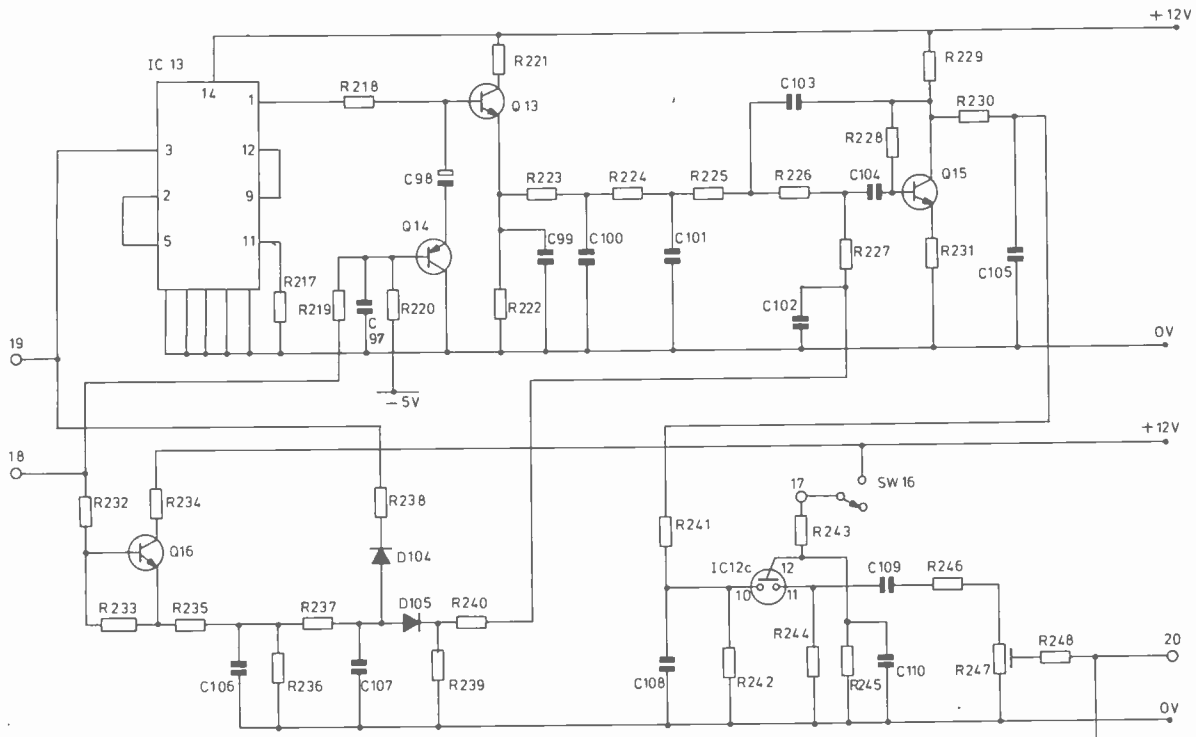 +12V
IC 13
14
1
3
12
2
9
5
11
R218
R221
Q13
C98
Q14
R217
R219
C
97
R220
-5V
R223
R224
R225
R222
C99
C100
C101
C103
R226
C104
R228
R227
C102
R229
R230
Q15
R231
C105
0V
19
18
+12V
R232
R234
Q16
R233
R235
R237
R238
D104
D105
R240
C106
R236
C107
R239
R241
IC12c
10
12
11
17
SW16
R243
C109
R246
C108
R242
R244
R245
C110
R247
R248
20
0V